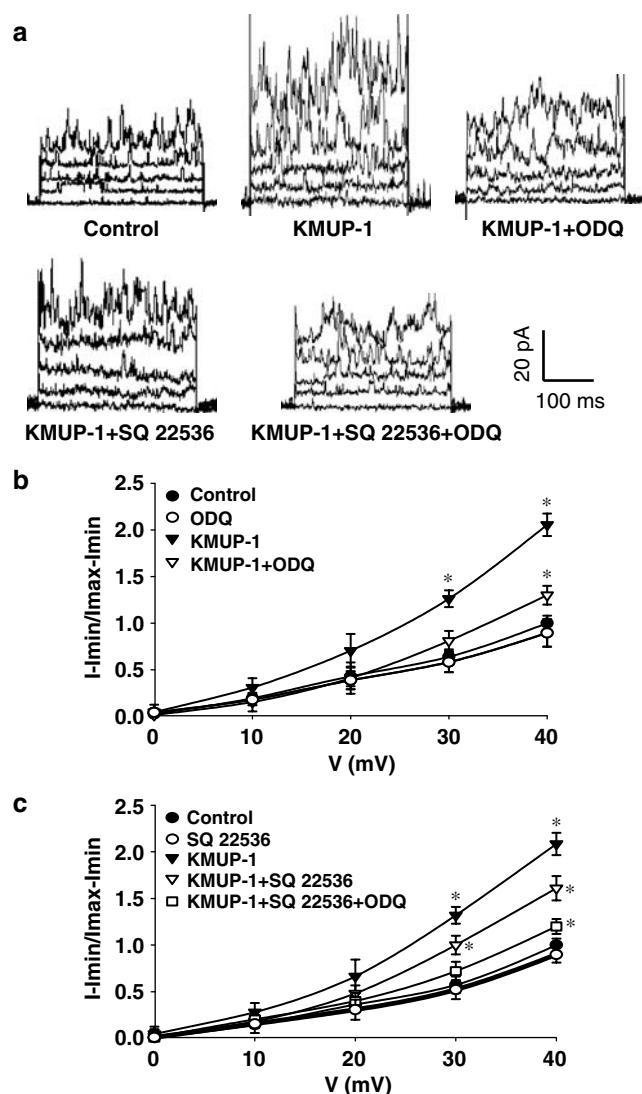 a
Control
KMUP-1
KMUP-1+ODQ
KMUP-1+SQ 22536
KMUP-1+SQ 22536+ODQ
20 pA
100 ms
b
I-Imin/Imax-Imin
2.5
2.0
1.5
1.0
0.5
0.0
Control
ODQ
KMUP-1
KMUP-1+ODQ
*
*
*
0 10 20 30 40
V (mV)
c
I-Imin/Imax-Imin
2.5
2.0
1.5
1.0
0.5
0.0
Control
SQ 22536
KMUP-1
KMUP-1+SQ 22536
KMUP-1+SQ 22536+ODQ
*
*
*
*
*
0 10 20 30 40
V (mV)